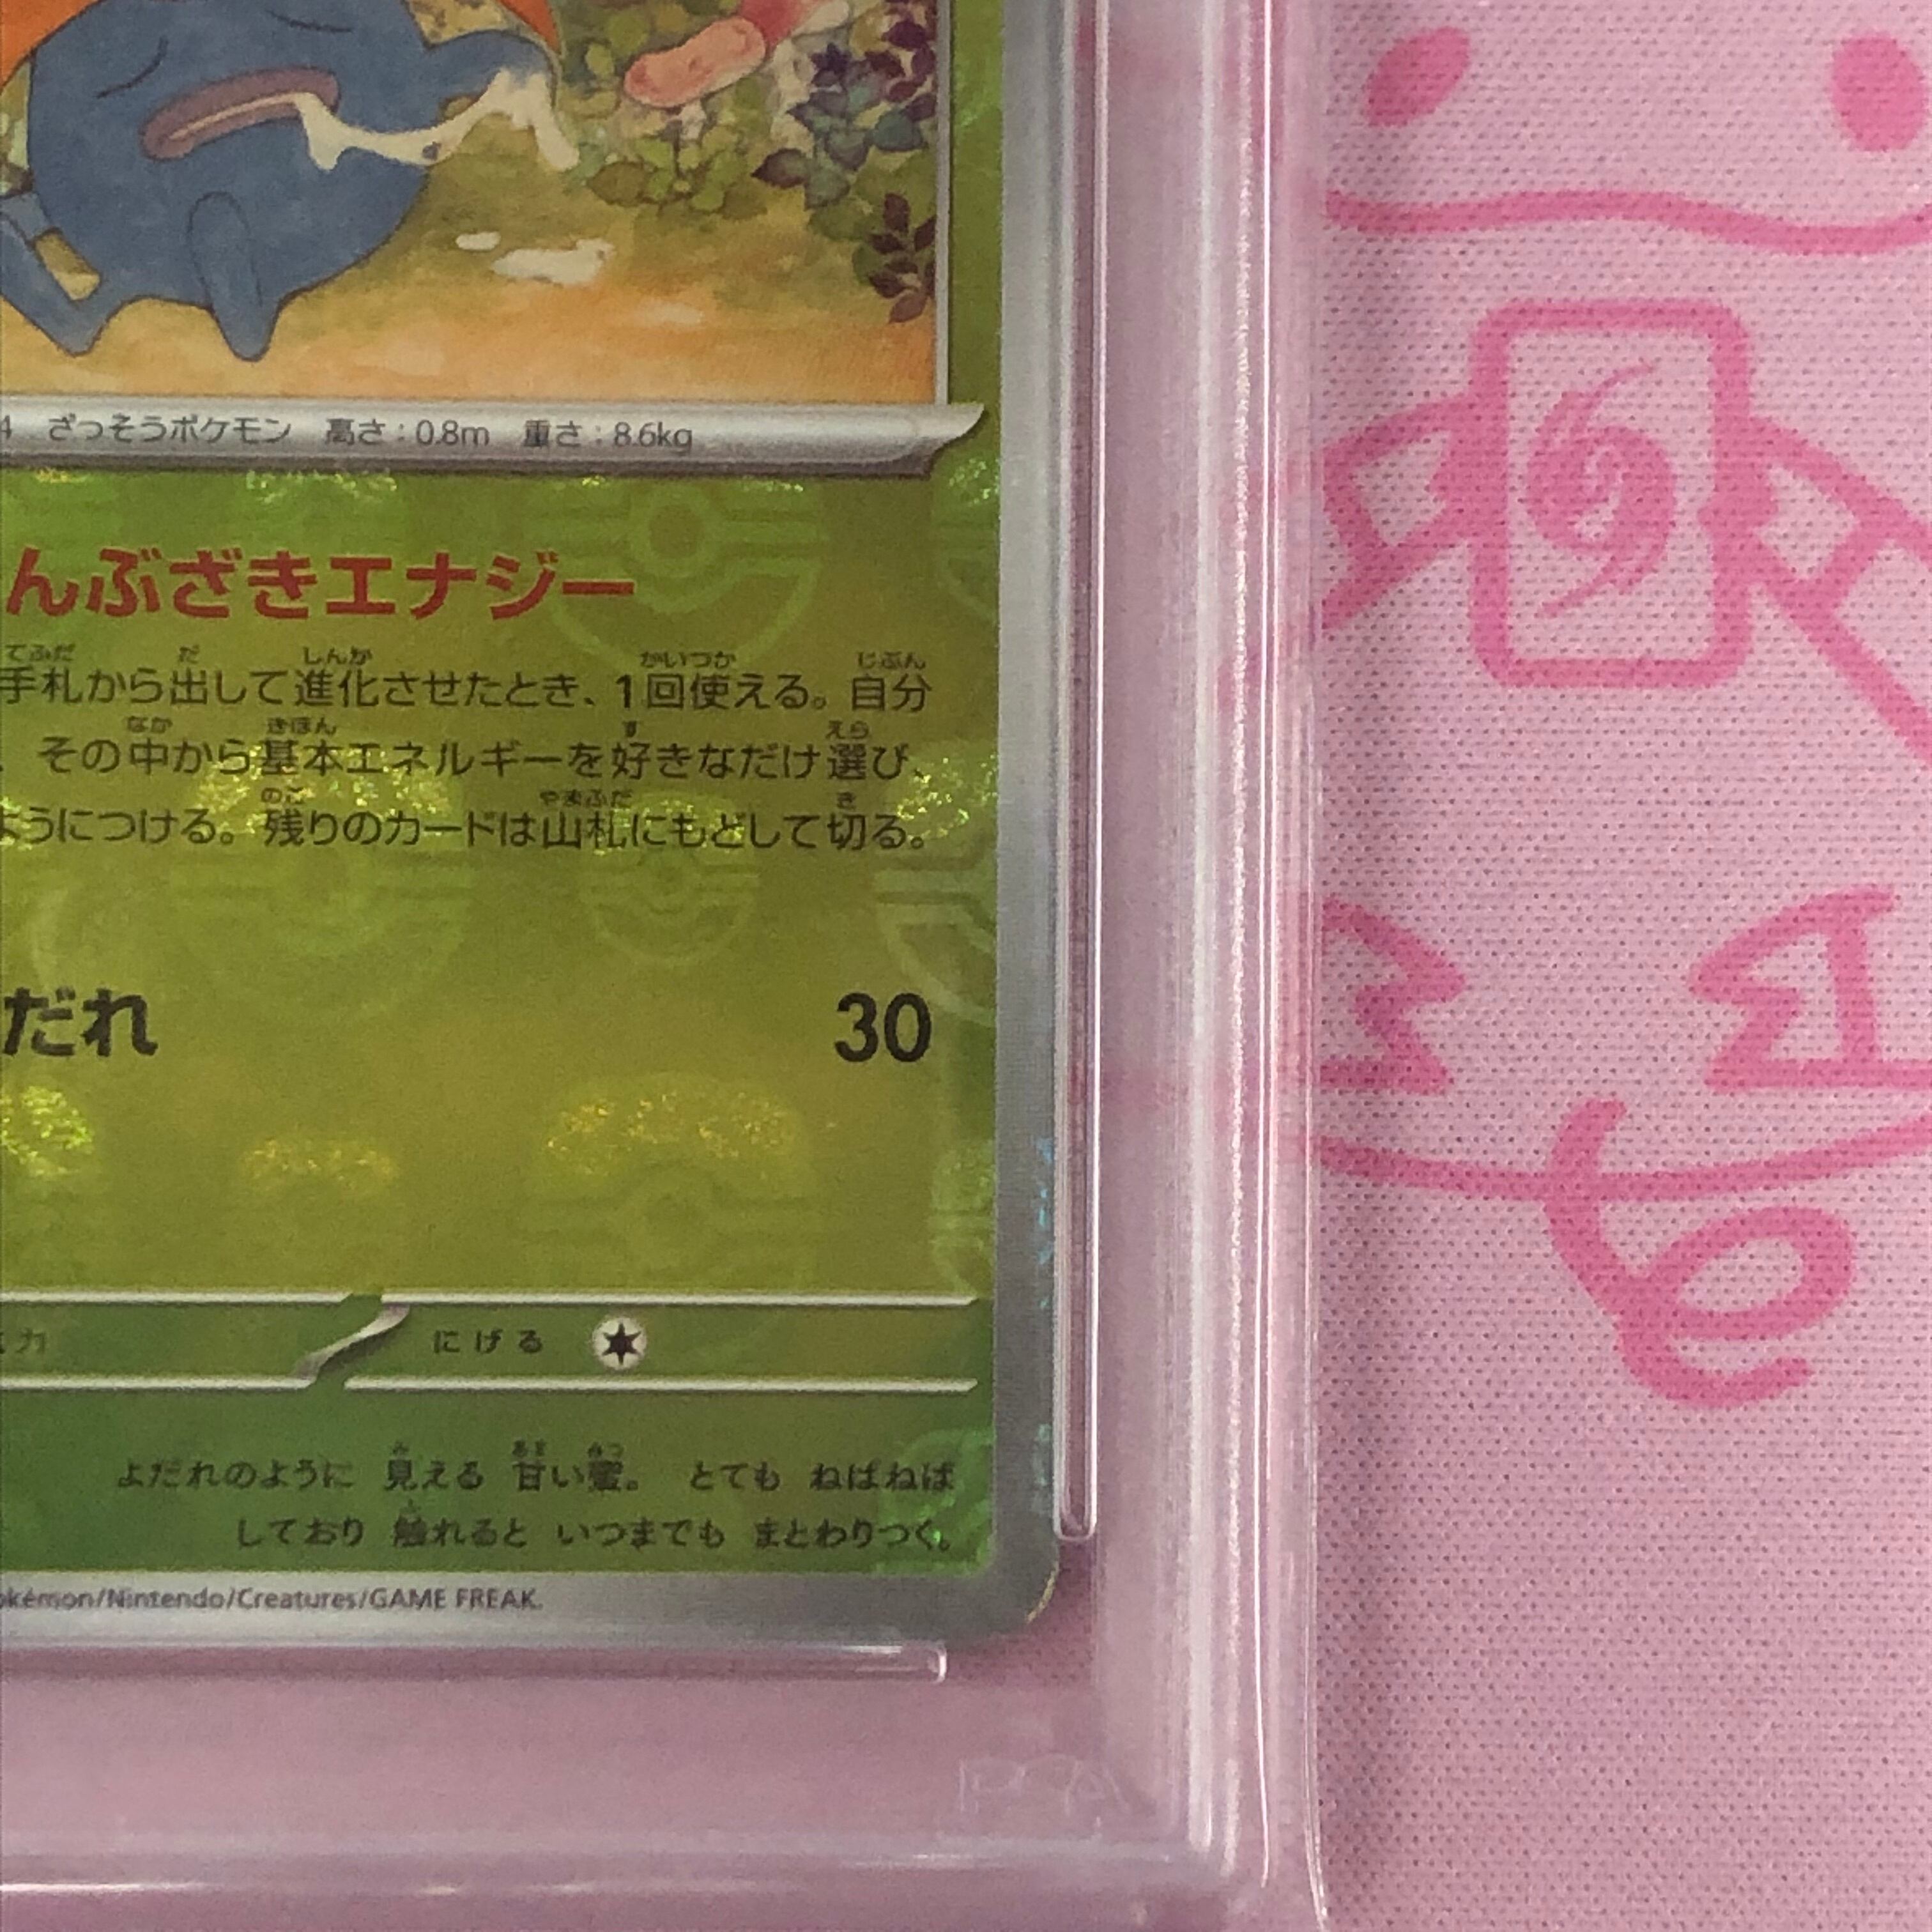 4 ざっそうポケモン 高さ:0.8m 重さ:8.6kg
んぶざきエナジー
てふだ だ しんか かいつか じぶん
手札から出して進化させたとき、1回使える。自分
なか きほん す えら
、その中から基本エネルギーを好きなだけ選び、
のこ やまふだ き
ようにつける。残りのカードは山札にもどして切る。
だれ 30
力 にげる
み あま みつ
よだれのように 見える 甘い蜜。 とても ねばねば
しており 触れると いつまでも まとわりつく。
okémon/Nintendo/Creatures/GAME FREAK.
PSA